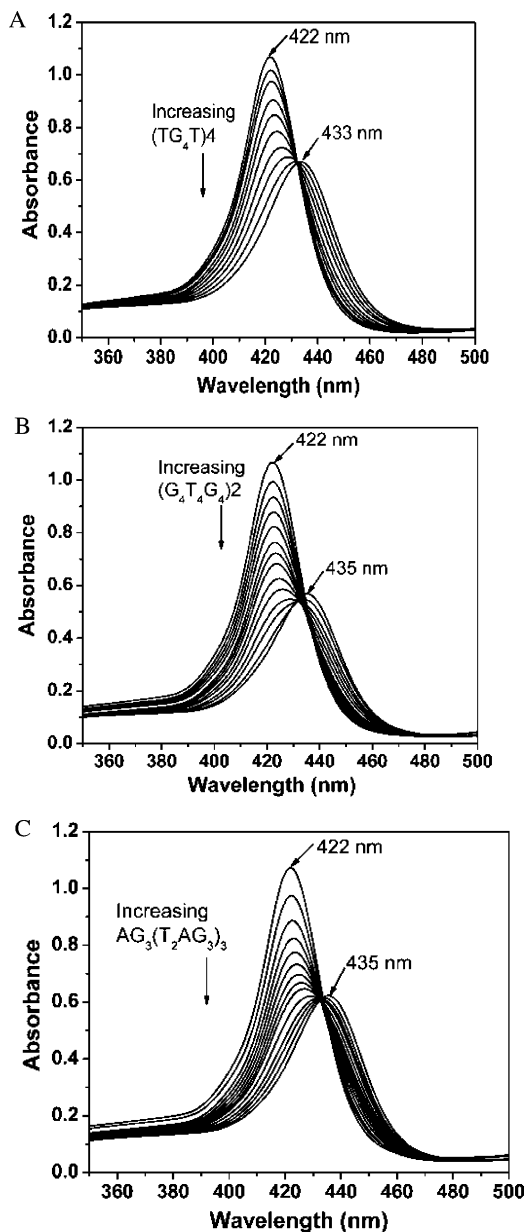 A
1.2
1.0
0.8
0.6
0.4
0.2
0.0
Absorbance
422 nm
Increasing
(TG₄T)4
433 nm
360 380 400 420 440 460 480 500
Wavelength (nm)
B
1.2
1.0
0.8
0.6
0.4
0.2
0.0
Absorbance
422 nm
Increasing
(G₄T₄G₄)2
435 nm
360 380 400 420 440 460 480 500
Wavelength (nm)
C
1.2
1.0
0.8
0.6
0.4
0.2
0.0
Absorbance
422 nm
Increasing
AG₃(T₂AG₃)₃
435 nm
360 380 400 420 440 460 480 500
Wavelength (nm)